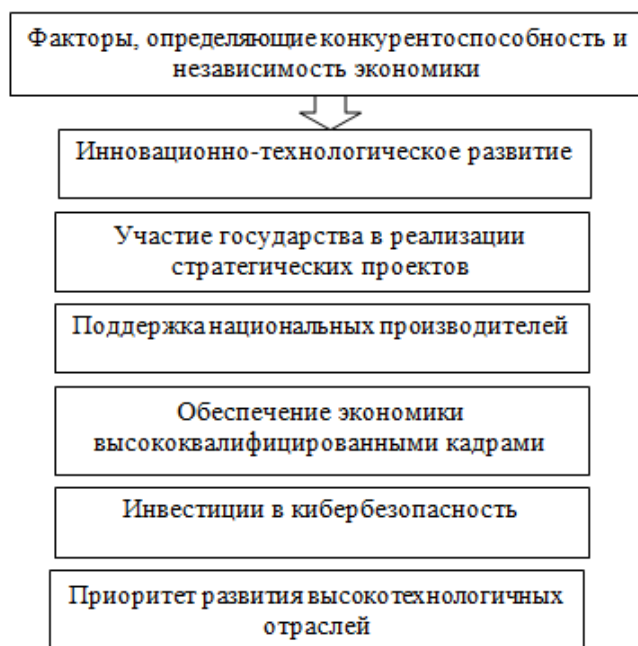 Факторы, определяющие конкурентоспособность и
независимость экономики
Инновационно-технологическое развитие
Участие государства в реализации
стратегических проектов
Поддержка национальных производителей
Обеспечение экономики
высококвалифицированными кадрами
Инвестиции в кибербезопасность
Приоритет развития высокотехнологичных
отраслей